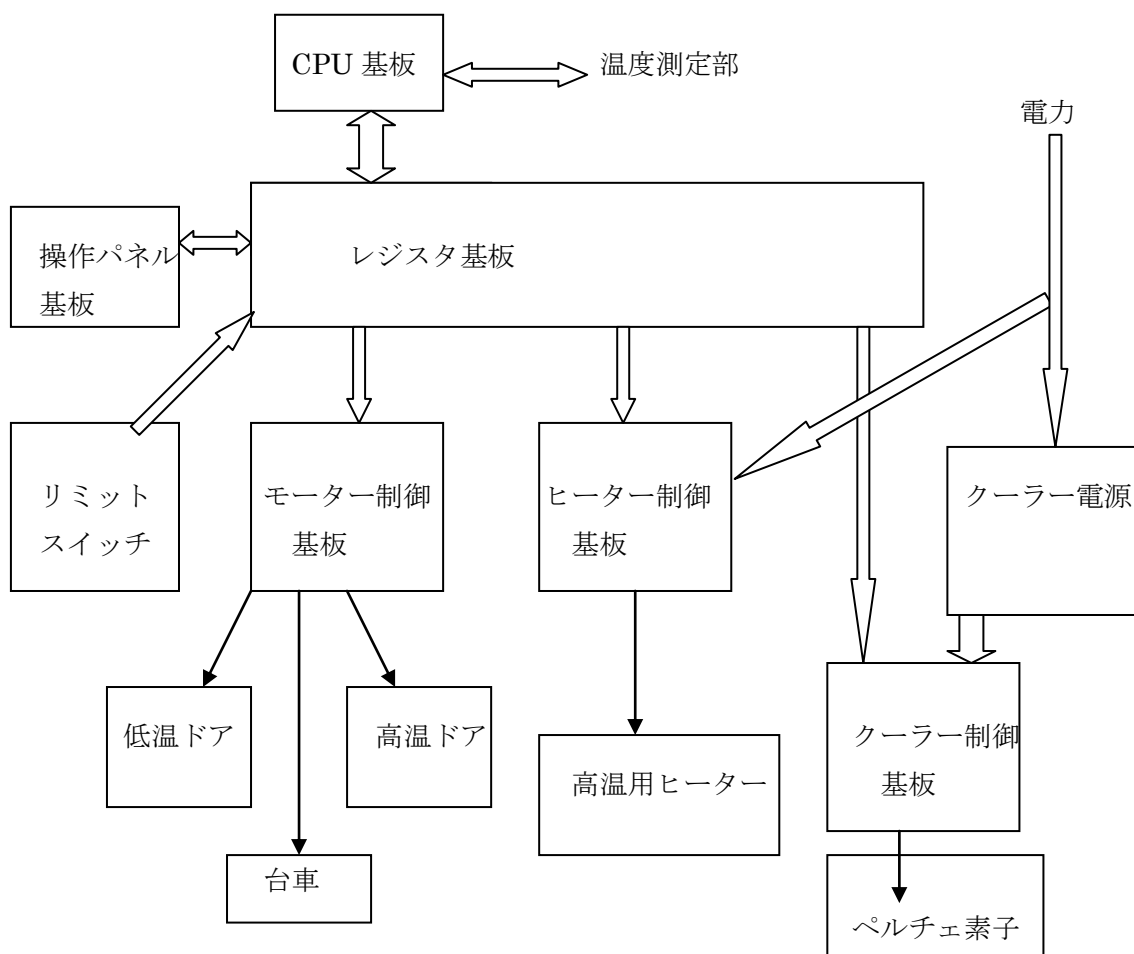 CPU 基板
温度測定部
電力
操作パネル
基板
レジスタ基板
リミット
スイッチ
モーター制御
基板
ヒーター制御
基板
クーラー電源
低温ドア
高温ドア
高温用ヒーター
クーラー制御
基板
台車
ペルチェ素子